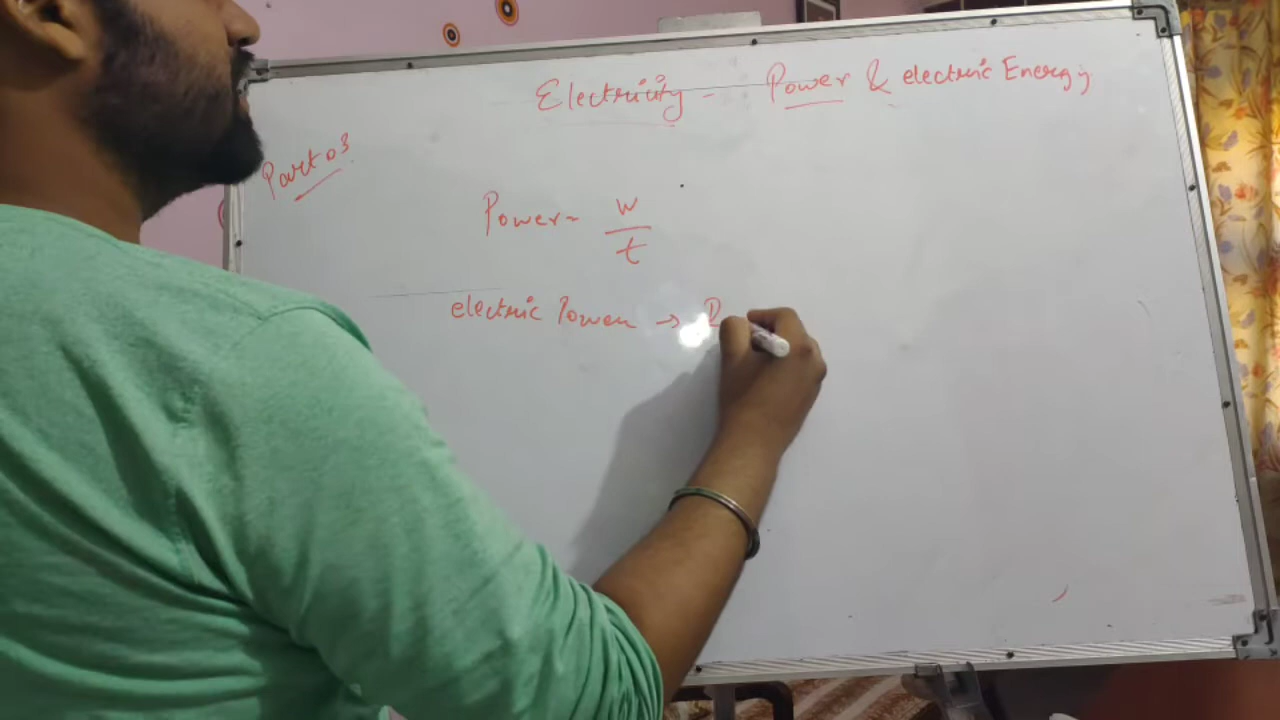 Electricity - Power & electric Energy
Part 03
Power = w
t
electric Power → P